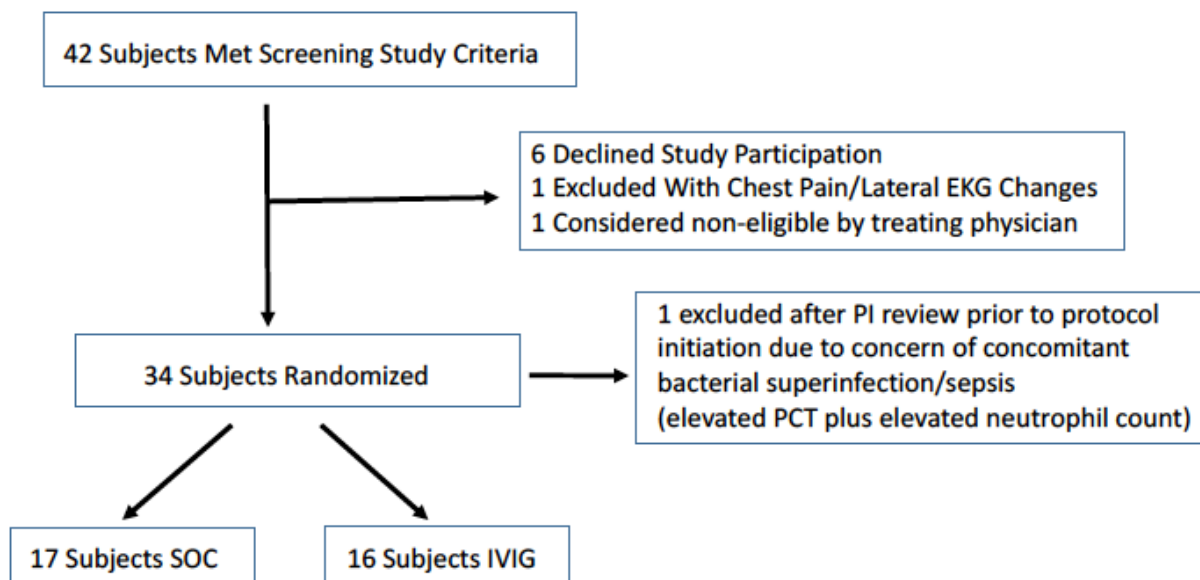 42 Subjects Met Screening Study Criteria
6 Declined Study Participation
1 Excluded With Chest Pain/Lateral EKG Changes
1 Considered non-eligible by treating physician
1 excluded after PI review prior to protocol
initiation due to concern of concomitant
bacterial superinfection/sepsis
(elevated PCT plus elevated neutrophil count)
34 Subjects Randomized
17 Subjects SOC
16 Subjects IVIG